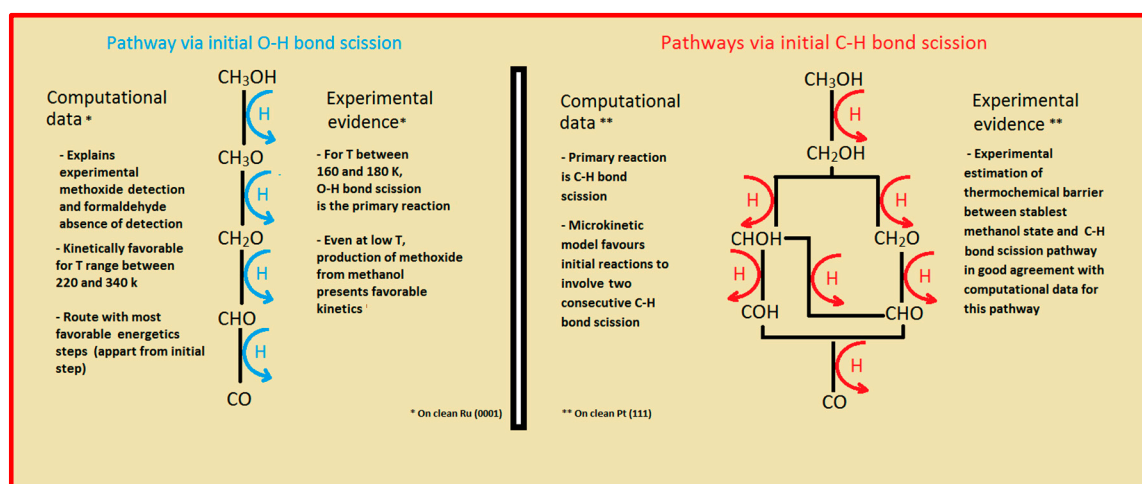 Pathway via initial O-H bond scission
CH₃OH
Computational
data *
H
Experimental
evidence*
- Explains
experimental
methoxide detection
and formaldehyde
absence of detection
- Kinetically favorable
for T range between
220 and 340 k
- Route with most
favorable energetics
steps (appart from initial
step)
CH₃O
H
CH₂O
H
CHO
H
CO
- For T between
160 and 180 K,
O-H bond scission
is the primary reaction
- Even at low T,
production of methoxide
from methanol
presents favorable
kinetics
* On clean Ru (0001)
Pathways via initial C-H bond scission
CH₃OH
Computational
data **
H
Experimental
evidence **
- Primary reaction
is C-H bond
scission
- Microkinetic
model favours
initial reactions to
involve two
consecutive C-H
bond scission
CH₂OH
H
H
CHOH
CH₂O
H
H
H
COH
CHO
H
CO
- Experimental
estimation of
thermochemical barrier
between stablest
methanol state and C-H
bond scission pathway
in good agreement with
computational data for
this pathway
** On clean Pt (111)